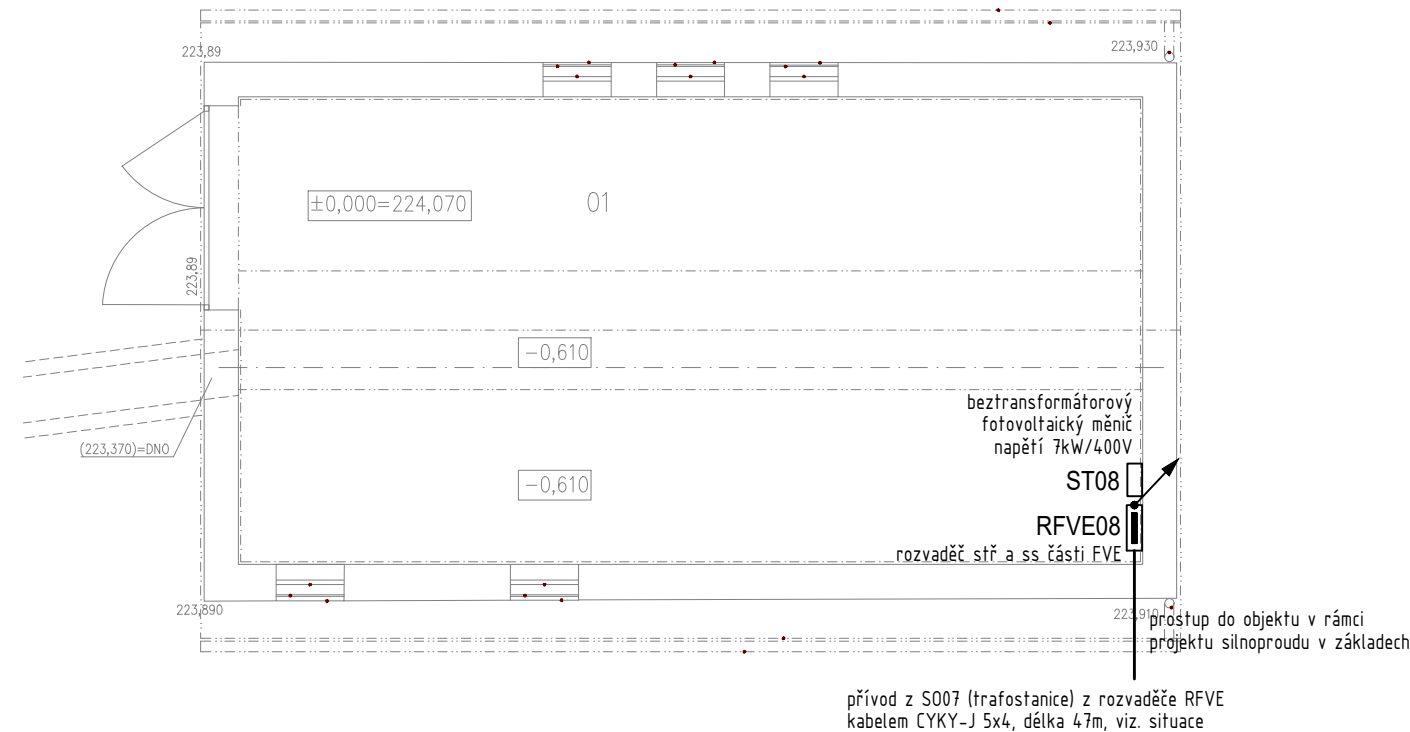 223,89
223,930
±0,000=224,070
01
223,89
-0,610
(223,370)=DNO
beztransformátorový
fotovoltaický měnič
napětí 7kW/400V
-0,610
ST08
RFVE08
rozvaděč stř a ss části FVE
223,890
223,910
prostup do objektu v rámci
projektu silnoproudu v základech
přívod z SO07 (trafostanice) z rozvaděče RFVE
kabelem CYKY-J 5x4, délka 47m, viz. situace